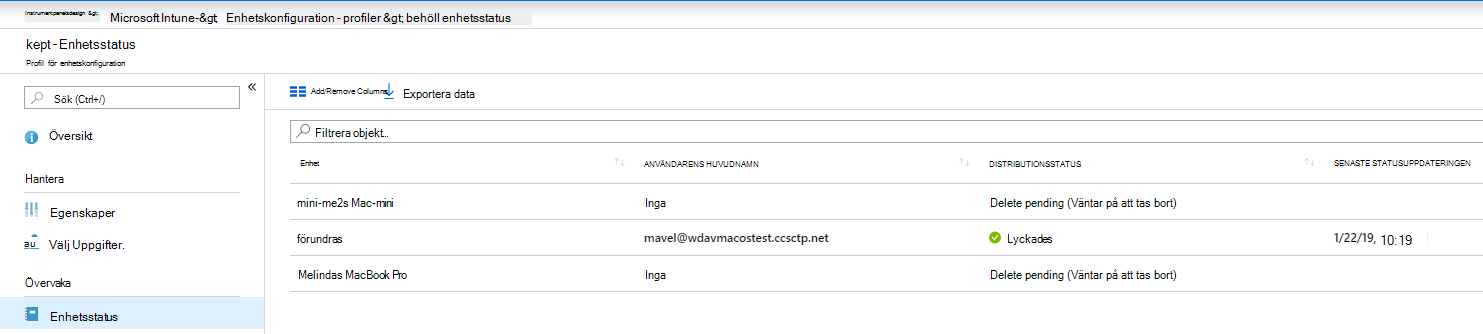 Instrumentpanelsdesign &gt; Microsoft Intune-&gt; Enhetskonfiguration - profiler &gt; behöll enhetsstatus
kept - Enhetsstatus
Profil för enhetskonfiguration
Sök (Ctrl+/)
Översikt
Hantera
Egenskaper
au Välj Uppgifter.
Övervaka
Enhetsstatus
Add/Remove Columns Exportera data
Filtrera objekt...
Enhet ANVÄNDARENS HUVUDNAMN DISTRIBUTIONSSTATUS SENASTE STATUSUPPDATERINGEN
mini-me2s Mac-mini Inga Delete pending (Väntar på att tas bort)
förundras mavel@wdavmacostest.ccsctp.net Lyckades 1/22/19, 10:19
Melindas MacBook Pro Inga Delete pending (Väntar på att tas bort)